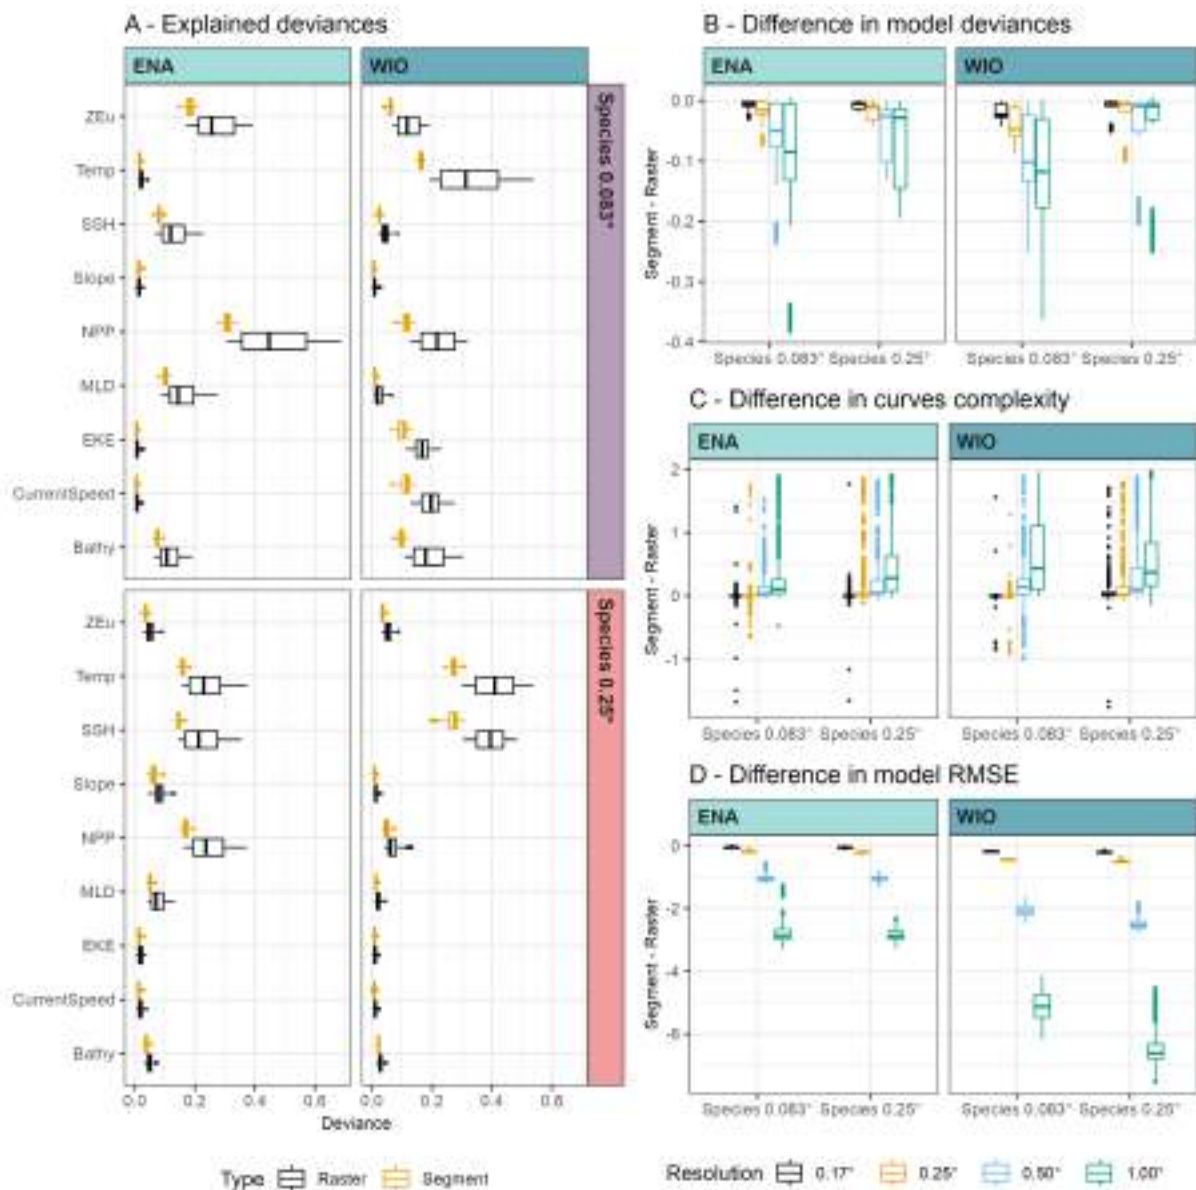 A - Explained deviances
ENA
WIO
ZEu
Temp
SSH
Slope
NPP
MLD
EKE
CurrentSpeed
Bathy
Species 0.083°
ZEu
Temp
SSH
Slope
NPP
MLD
EKE
CurrentSpeed
Bathy
Species 0.25°
0.0 0.2 0.4 0.6
0.0 0.2 0.4 0.6
Deviance
Type Raster Segment
B - Difference in model deviances
ENA
WIO
Segment - Raster
0.0
-0.1
-0.2
-0.3
-0.4
Species 0.083° Species 0.25°
Species 0.083° Species 0.25°
C - Difference in curves complexity
ENA
WIO
Segment - Raster
2
1
0
-1
Species 0.083° Species 0.25°
Species 0.083° Species 0.25°
D - Difference in model RMSE
ENA
WIO
Segment - Raster
0
-2
-4
-6
Species 0.083° Species 0.25°
Species 0.083° Species 0.25°
Resolution 0.17° 0.25° 0.50° 1.00°